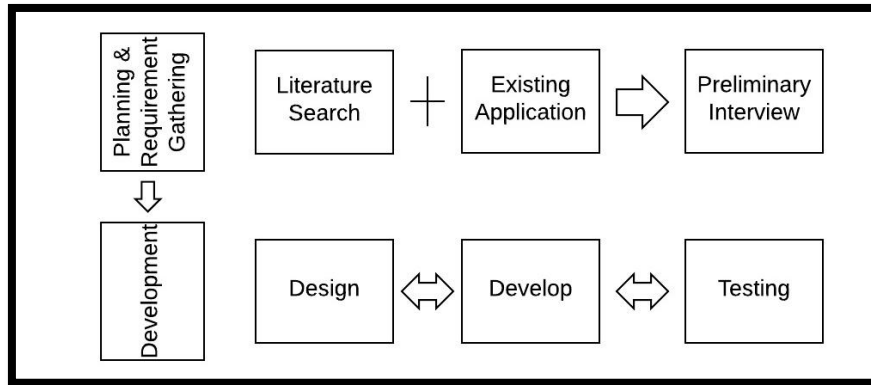 Planning &
Requirement
Gathering
Literature
Search
Existing
Application
Preliminary
Interview
Development
Design
Develop
Testing